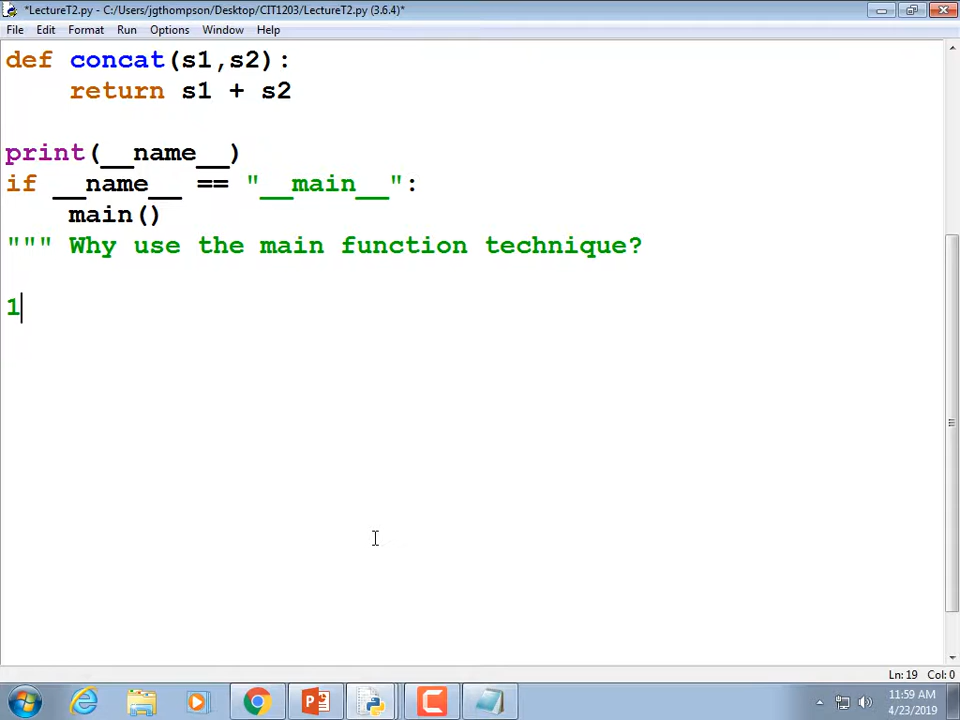 *LectureT2.py - C:/Users/jgthompson/Desktop/CIT1203/LectureT2.py (3.6.4)*
File Edit Format Run Options Window Help
def concat(s1,s2):
    return s1 + s2
print(__name__)
if __name__ == "__main__":
    main()
""" Why use the main function technique?
1
Ln: 19 Col: 0
11:59 AM
4/23/2019